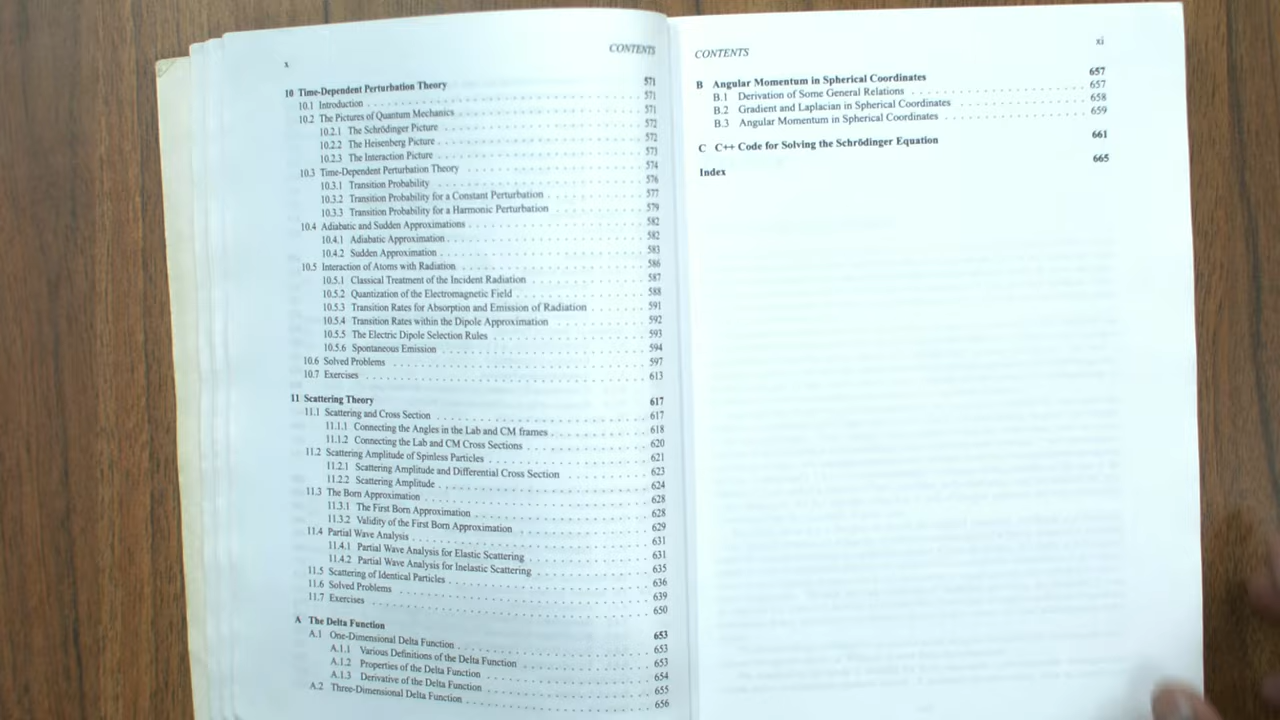 x
CONTENTS
10 Time-Dependent Perturbation Theory 571
10.1 Introduction . . . . . . . . . . 571
10.2 The Pictures of Quantum Mechanics . . . . . . . . . . 571
10.2.1 The Schrödinger Picture . . . . . . . . . . 572
10.2.2 The Heisenberg Picture . . . . . . . . . . 572
10.2.3 The Interaction Picture . . . . . . . . . . 573
10.3 Time-Dependent Perturbation Theory . . . . . . . . . . 574
10.3.1 Transition Probability . . . . . . . . . . 576
10.3.2 Transition Probability for a Constant Perturbation . . . . . . . . . . 577
10.3.3 Transition Probability for a Harmonic Perturbation . . . . . . . . . . 579
10.4 Adiabatic and Sudden Approximations . . . . . . . . . . 582
10.4.1 Adiabatic Approximation . . . . . . . . . . 582
10.4.2 Sudden Approximation . . . . . . . . . . 583
10.5 Interaction of Atoms with Radiation . . . . . . . . . . 586
10.5.1 Classical Treatment of the Incident Radiation . . . . . . . . . . 587
10.5.2 Quantization of the Electromagnetic Field . . . . . . . . . . 588
10.5.3 Transition Rates for Absorption and Emission of Radiation . . . . . . . . . . 591
10.5.4 Transition Rates within the Dipole Approximation . . . . . . . . . . 592
10.5.5 The Electric Dipole Selection Rules . . . . . . . . . . 593
10.5.6 Spontaneous Emission . . . . . . . . . . 594
10.6 Solved Problems . . . . . . . . . . 597
10.7 Exercises . . . . . . . . . . 613
11 Scattering Theory 617
11.1 Scattering and Cross Section . . . . . . . . . . 617
11.1.1 Connecting the Angles in the Lab and CM frames . . . . . . . . . . 618
11.1.2 Connecting the Lab and CM Cross Sections . . . . . . . . . . 620
11.2 Scattering Amplitude of Spinless Particles . . . . . . . . . . 621
11.2.1 Scattering Amplitude and Differential Cross Section . . . . . . . . . . 623
11.2.2 Scattering Amplitude . . . . . . . . . . 624
11.3 The Born Approximation . . . . . . . . . . 628
11.3.1 The First Born Approximation . . . . . . . . . . 628
11.3.2 Validity of the First Born Approximation . . . . . . . . . . 629
11.4 Partial Wave Analysis . . . . . . . . . . 631
11.4.1 Partial Wave Analysis for Elastic Scattering . . . . . . . . . . 631
11.4.2 Partial Wave Analysis for Inelastic Scattering . . . . . . . . . . 635
11.5 Scattering of Identical Particles . . . . . . . . . . 636
11.6 Solved Problems . . . . . . . . . . 639
11.7 Exercises . . . . . . . . . . 650
A The Delta Function 653
A.1 One-Dimensional Delta Function . . . . . . . . . . 653
A.1.1 Various Definitions of the Delta Function . . . . . . . . . . 653
A.1.2 Properties of the Delta Function . . . . . . . . . . 654
A.1.3 Derivative of the Delta Function . . . . . . . . . . 655
A.2 Three-Dimensional Delta Function . . . . . . . . . . 656
CONTENTS
xi
B Angular Momentum in Spherical Coordinates 657
B.1 Derivation of Some General Relations . . . . . . . . . . 657
B.2 Gradient and Laplacian in Spherical Coordinates . . . . . . . . . . 658
B.3 Angular Momentum in Spherical Coordinates . . . . . . . . . . 659
C C++ Code for Solving the Schrödinger Equation 661
Index 665